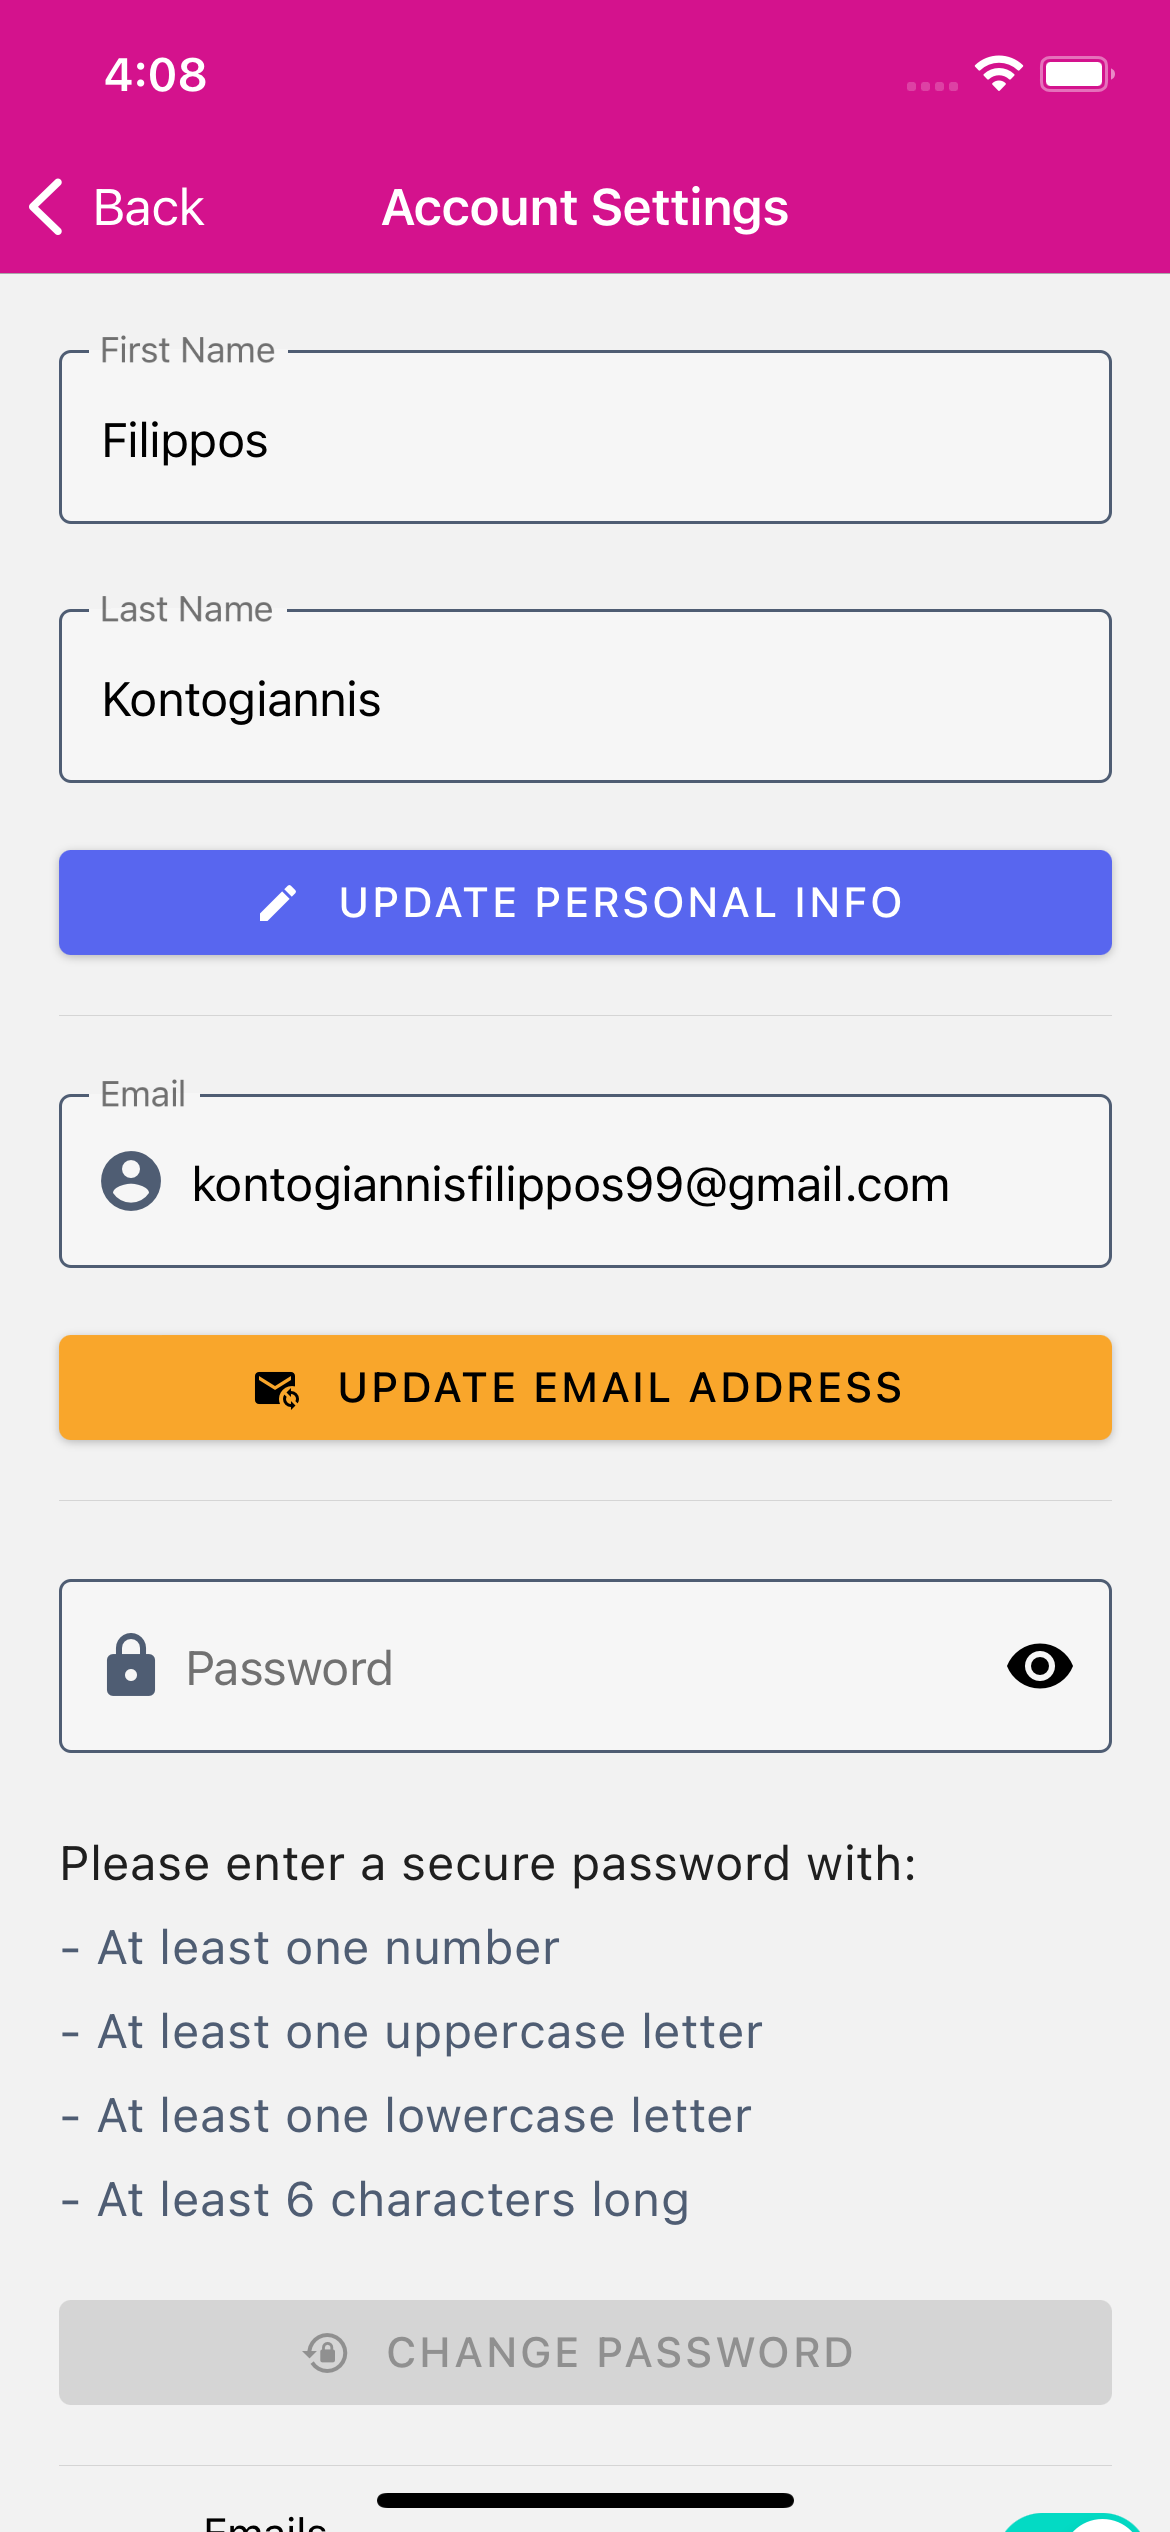 4:08
Back
Account Settings
First Name
Filippos
Last Name
Kontogiannis
UPDATE PERSONAL INFO
Email
kontogiannisfilippos99@gmail.com
UPDATE EMAIL ADDRESS
Password
Please enter a secure password with:
- At least one number
- At least one uppercase letter
- At least one lowercase letter
- At least 6 characters long
CHANGE PASSWORD
Emails